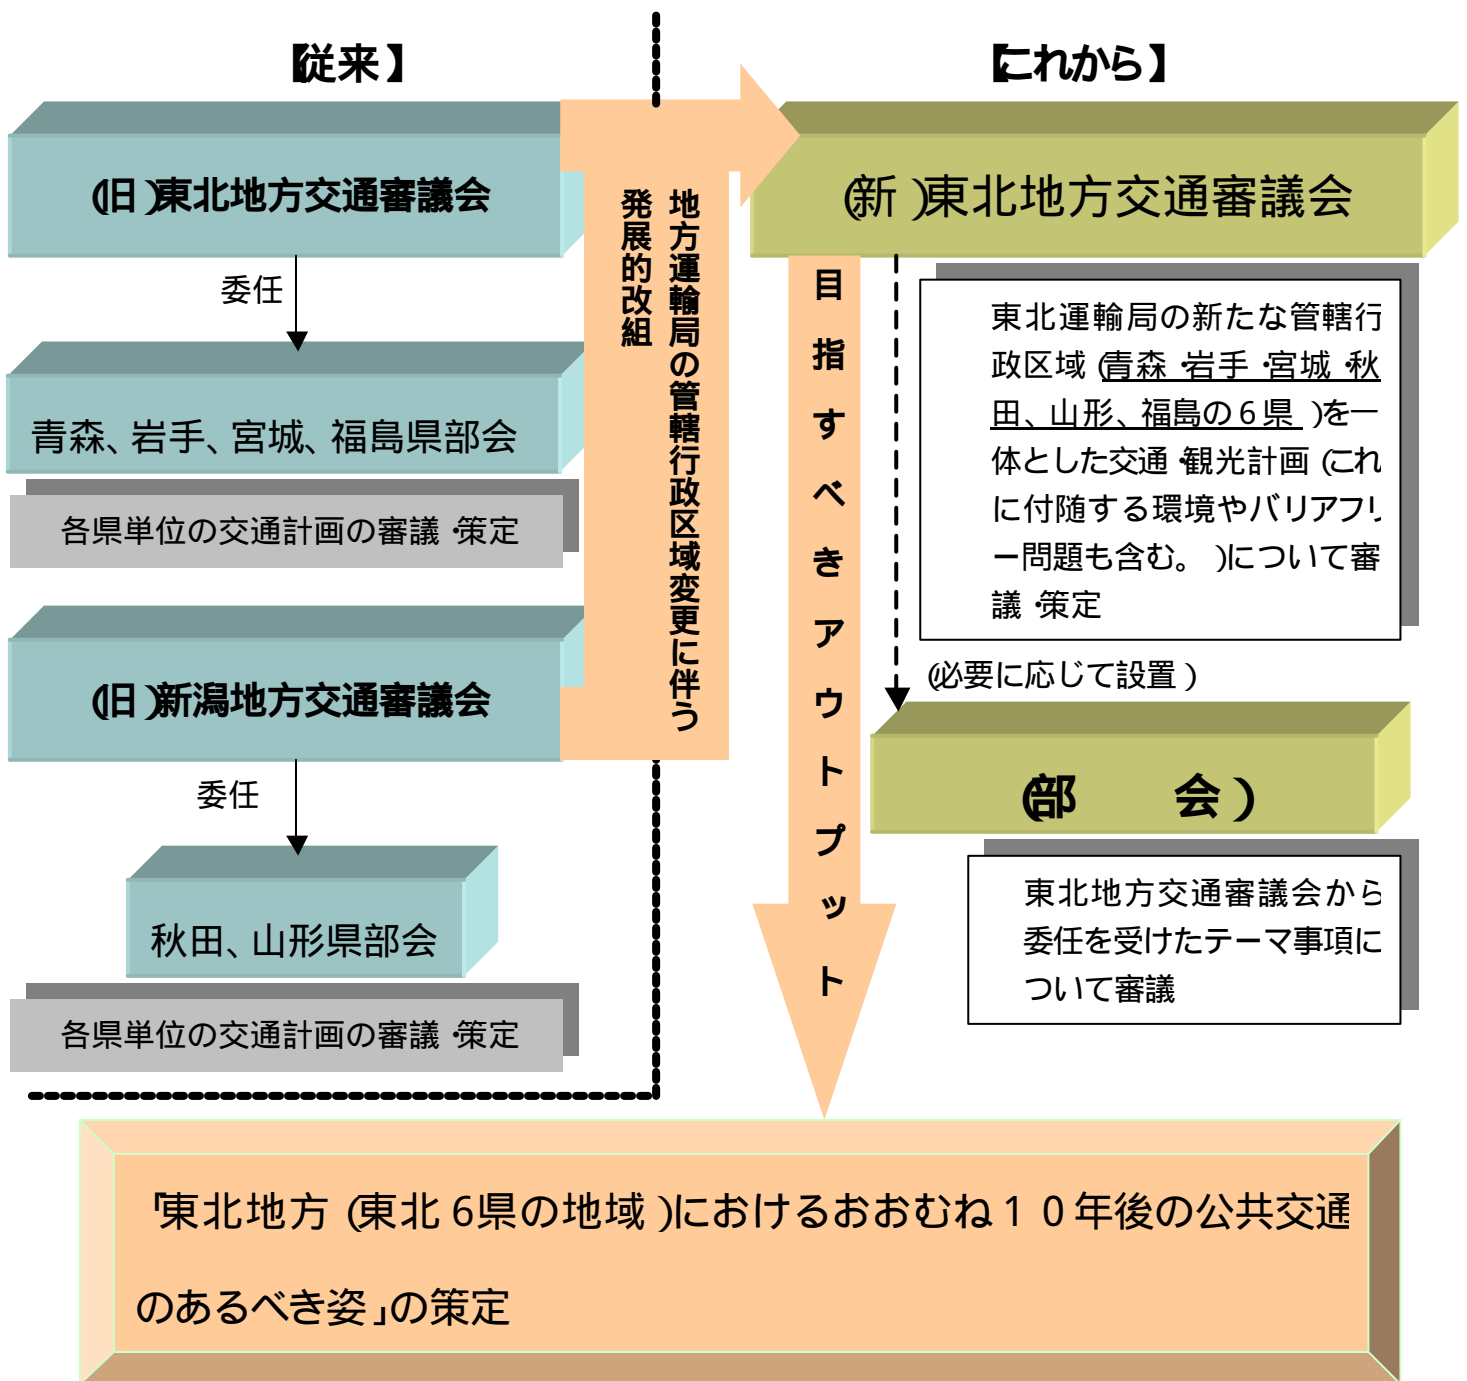 【従来】
(旧)東北地方交通審議会
委任
青森、岩手、宮城、福島県部会
各県単位の交通計画の審議・策定
(旧)新潟地方交通審議会
委任
秋田、山形県部会
各県単位の交通計画の審議・策定
地方運輸局の管轄行政区域変更に伴う
発展的改組
【これから】
(新)東北地方交通審議会
目指すべきアウトプット
東北運輸局の新たな管轄行
政区域(青森・岩手・宮城・秋
田、山形、福島の6県)を一
体とした交通・観光計画(これ
に付随する環境やバリアフリ
ー問題も含む。)について審
議・策定
(必要に応じて設置)
(部　会)
東北地方交通審議会から
委任を受けたテーマ事項に
ついて審議
「東北地方(東北6県の地域)におけるおおむね10年後の公共交通
のあるべき姿」の策定